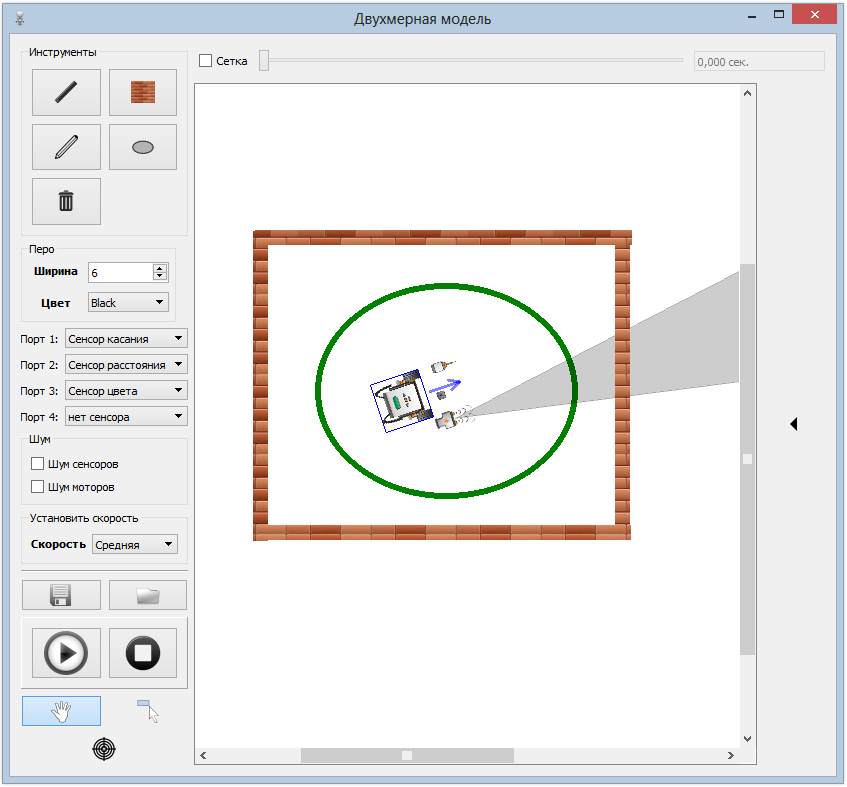 Двухмерная модель
Инструменты
Сетка
0,000 сек.
Перо
Ширина 6
Цвет Black
Порт 1: Сенсор касания
Порт 2: Сенсор расстояния
Порт 3: Сенсор цвета
Порт 4: нет сенсора
Шум
Шум сенсоров
Шум моторов
Установить скорость
Скорость Средняя